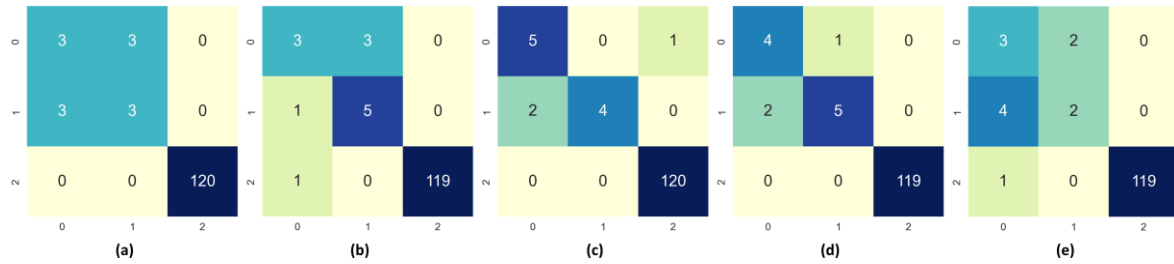 0 3 3 0 0 3 3 0 0 5 0 1 0 4 1 0 0 3 2 0
1 3 3 0 1 1 5 0 1 2 4 0 1 2 5 0 1 4 2 0
2 0 0 120 2 1 0 119 2 0 0 120 2 0 0 119 2 1 0 119
0 1 2 0 1 2 0 1 2 0 1 2 0 1 2
(a) (b) (c) (d) (e)